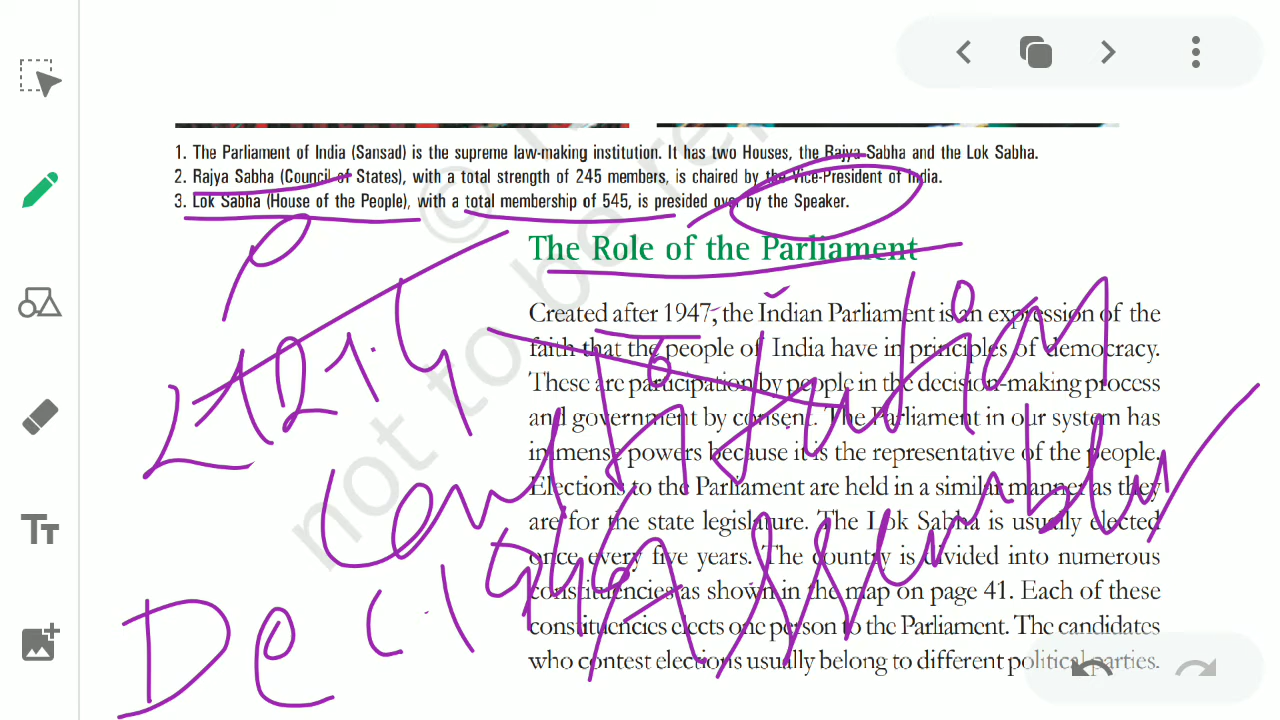 1. The Parliament of India (Sansad) is the supreme law-making institution. It has two Houses, the Rajya Sabha and the Lok Sabha.
2. Rajya Sabha (Council of States), with a total strength of 245 members, is chaired by the Vice-President of India.
3. Lok Sabha (House of the People), with a total membership of 545, is presided over by the Speaker.
The Role of the Parliament
Created after 1947, the Indian Parliament is an expression of the
faith that the people of India have in principles of democracy.
These are participation by people in the decision-making process
and government by consent. The Parliament in our system has
immense powers because it is the representative of the people.
Elections to the Parliament are held in a similar manner as they
are for the state legislature. The Lok Sabha is usually elected
once every five years. The country is divided into numerous
constituencies as shown in the map on page 41. Each of these
constituencies elects one person to the Parliament. The candidates
who contest elections usually belong to different political parties.
not to be rep